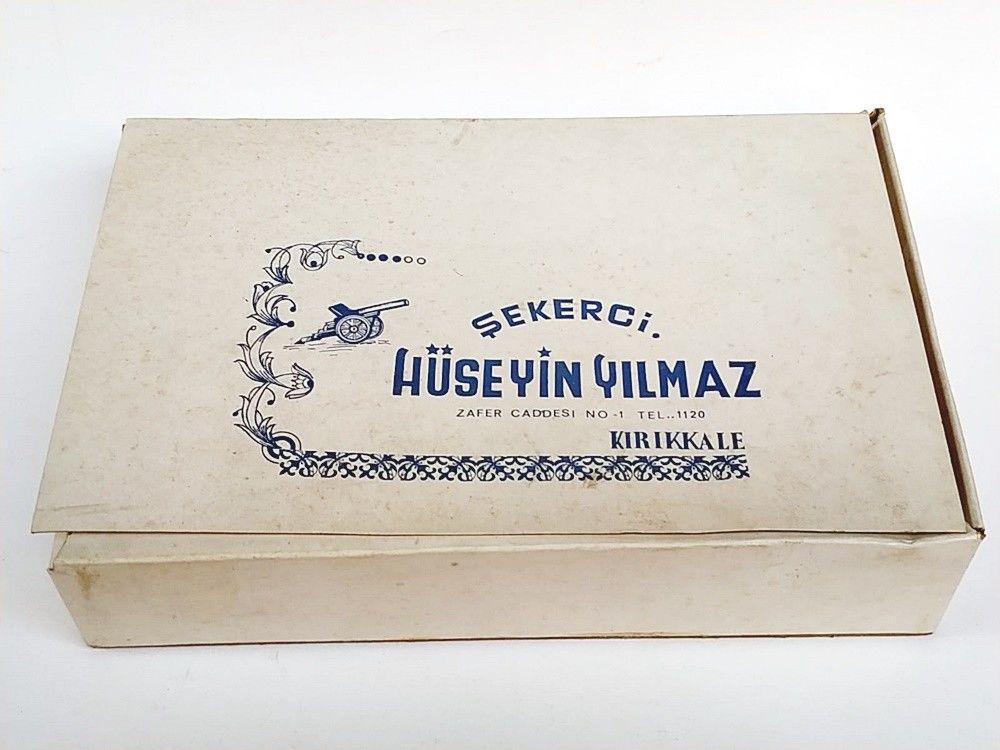 ŞEKERCİ.
HÜSEYİN YILMAZ
ZAFER CADDESI NO-1 TEL..1120
KIRIKKALE